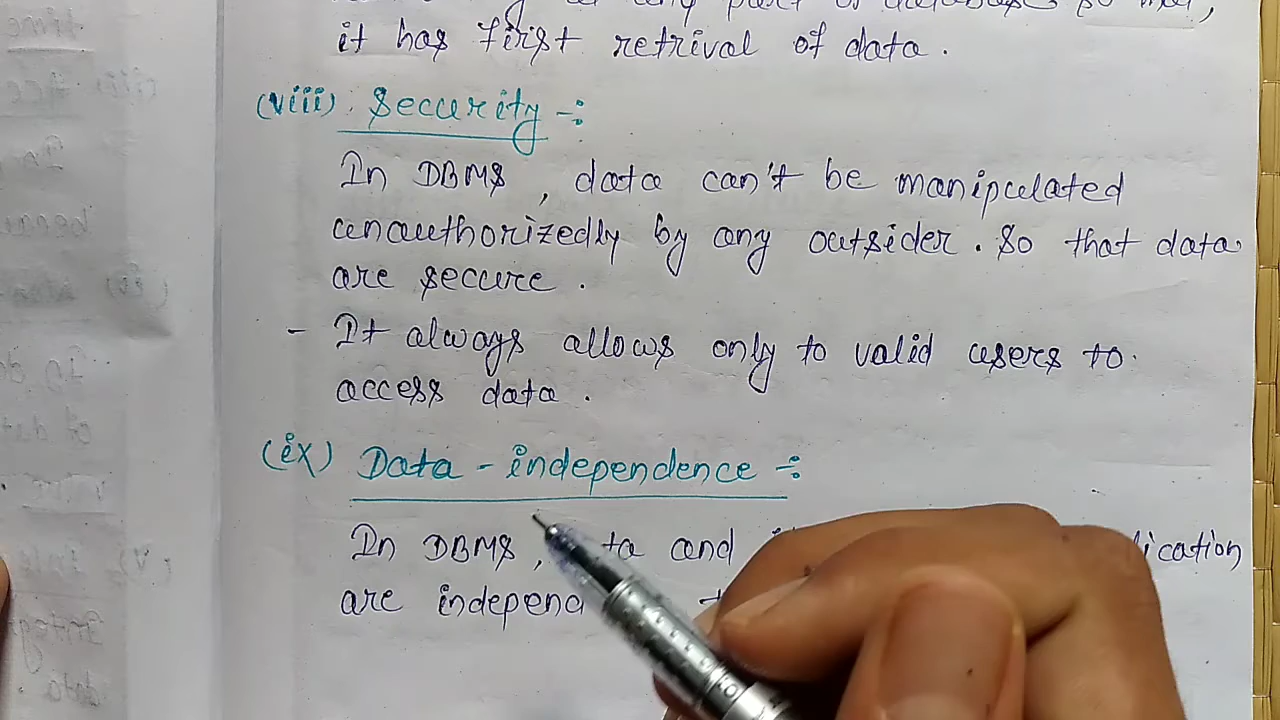 it has first retrival of data.
(viii). Security -:
In DBMS, data can't be manipulated
unauthorizedly by any outsider. So that data
are secure.
- It always allows only to valid users to
access data.
(ix) Data - independence -:
In DBMS, and
are